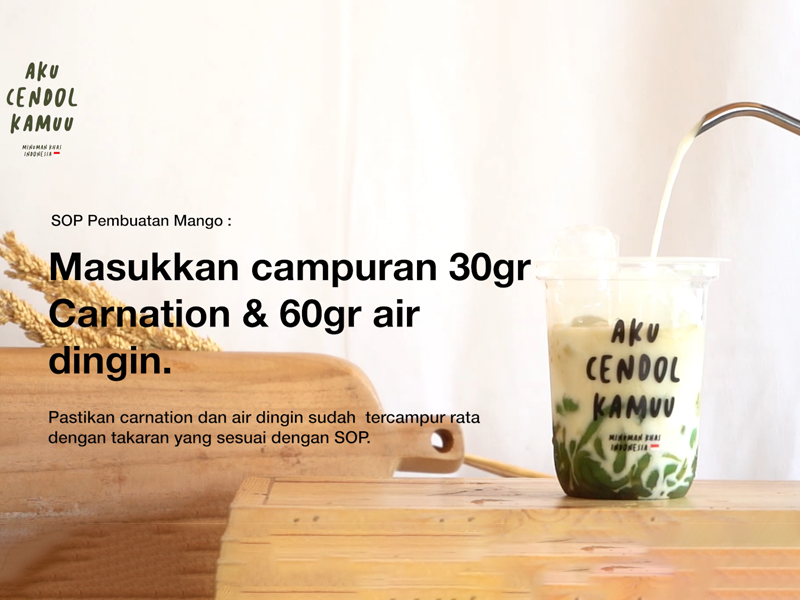 AKU
CENDOL
KAMUU
MINUMAN KHAS
INDONESIA
SOP Pembuatan Mango :
Masukkan campuran 30gr
Carnation & 60gr air
dingin.
Pastikan carnation dan air dingin sudah  tercampur rata
dengan takaran yang sesuai dengan SOP.
AKU
CENDOL
KAMUU
MINUMAN KHAS
INDONESIA